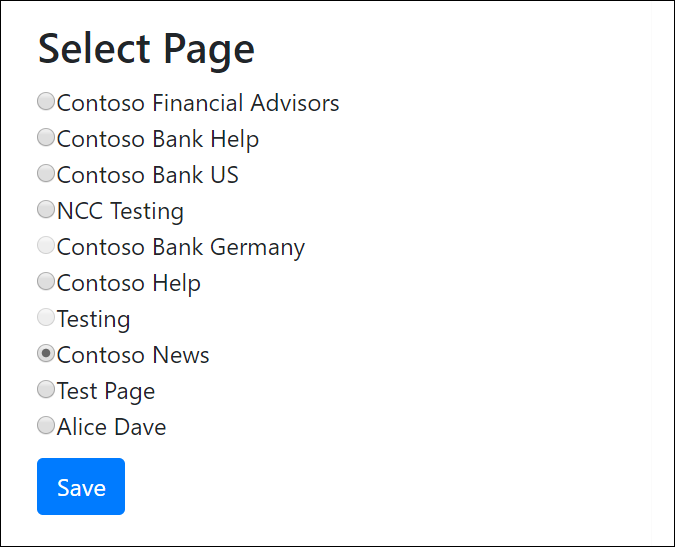 Select Page
Contoso Financial Advisors
Contoso Bank Help
Contoso Bank US
NCC Testing
Contoso Bank Germany
Contoso Help
Testing
Contoso News
Test Page
Alice Dave
Save